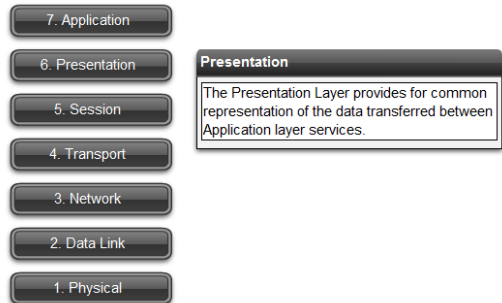 7. Application
6. Presentation
Presentation
The Presentation Layer provides for common
representation of the data transferred between
Application layer services.
5. Session
4. Transport
3. Network
2. Data Link
1. Physical